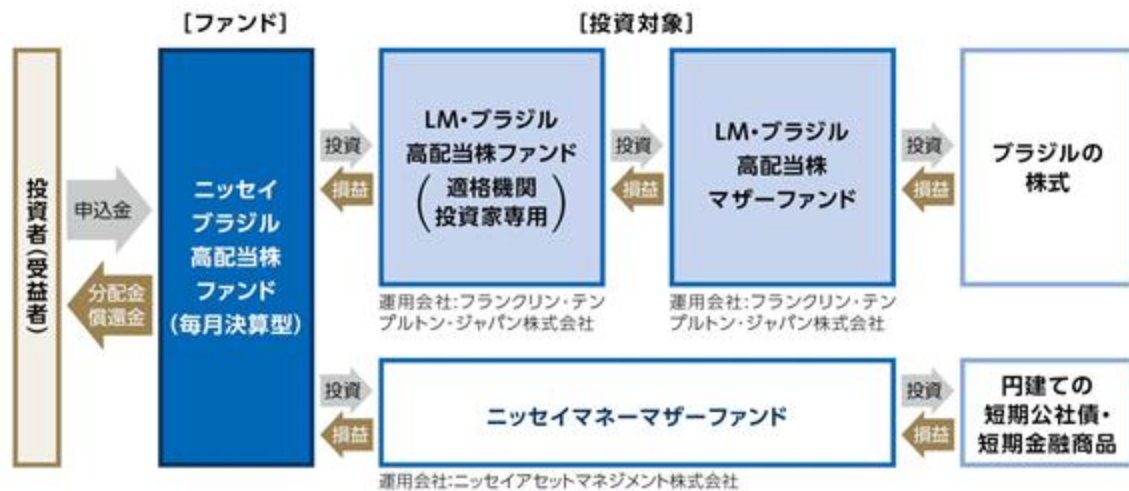 [ファンド]
[投資対象]
投資者(受益者)
申込金
分配金
償還金
ニッセイ
ブラジル
高配当株
ファンド
(毎月決算型)
投資
損益
LM・ブラジル
高配当株ファンド
(適格機関
投資家専用)
運用会社:フランクリン・テン
プルトン・ジャパン株式会社
投資
損益
LM・ブラジル
高配当株
マザーファンド
運用会社:フランクリン・テン
プルトン・ジャパン株式会社
投資
損益
ブラジルの
株式
投資
損益
ニッセイマネーマザーファンド
運用会社:ニッセイアセットマネジメント株式会社
投資
損益
円建ての
短期公社債・
短期金融商品